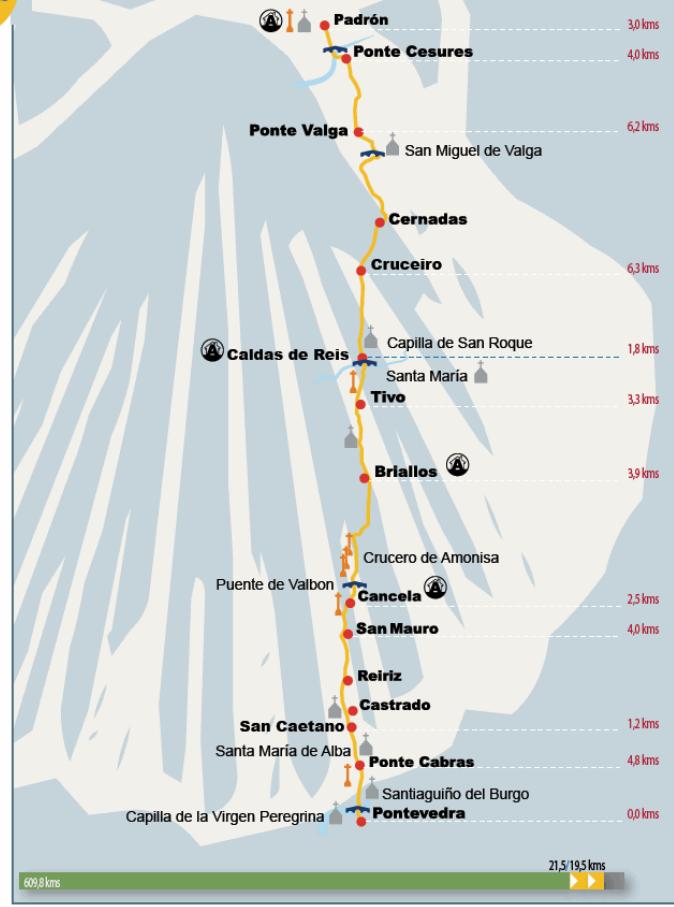 Padrón 3,0 kms
Ponte Cesures 4,0 kms
Ponte Valga 6,2 kms
San Miguel de Valga
Cernadas
Cruceiro 6,3 kms
Capilla de San Roque
Caldas de Reis 1,8 kms
Santa María
Tivo 3,3 kms
Briallos 3,9 kms
Crucero de Amonisa
Puente de Valbon
Cancela 2,5 kms
San Mauro 4,0 kms
Reiriz
Castrado
San Caetano 1,2 kms
Santa María de Alba
Ponte Cabras 4,8 kms
Santiaguiño del Burgo
Capilla de la Virgen Peregrina
Pontevedra 0,0 kms
21,5/19,5 kms
609,8 kms